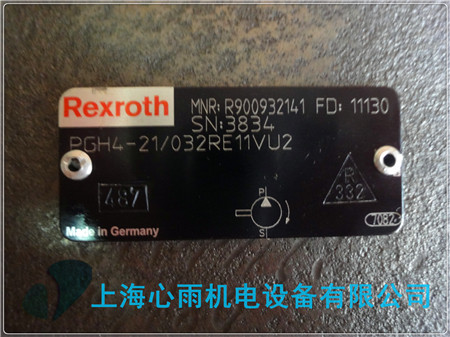 Rexroth
MNR: R900932141 FD: 11130
SN:3834
PGH4-21/032RE11VU2
487
P
S
332
7082
Made in Germany
上海心雨机电设备有限公司